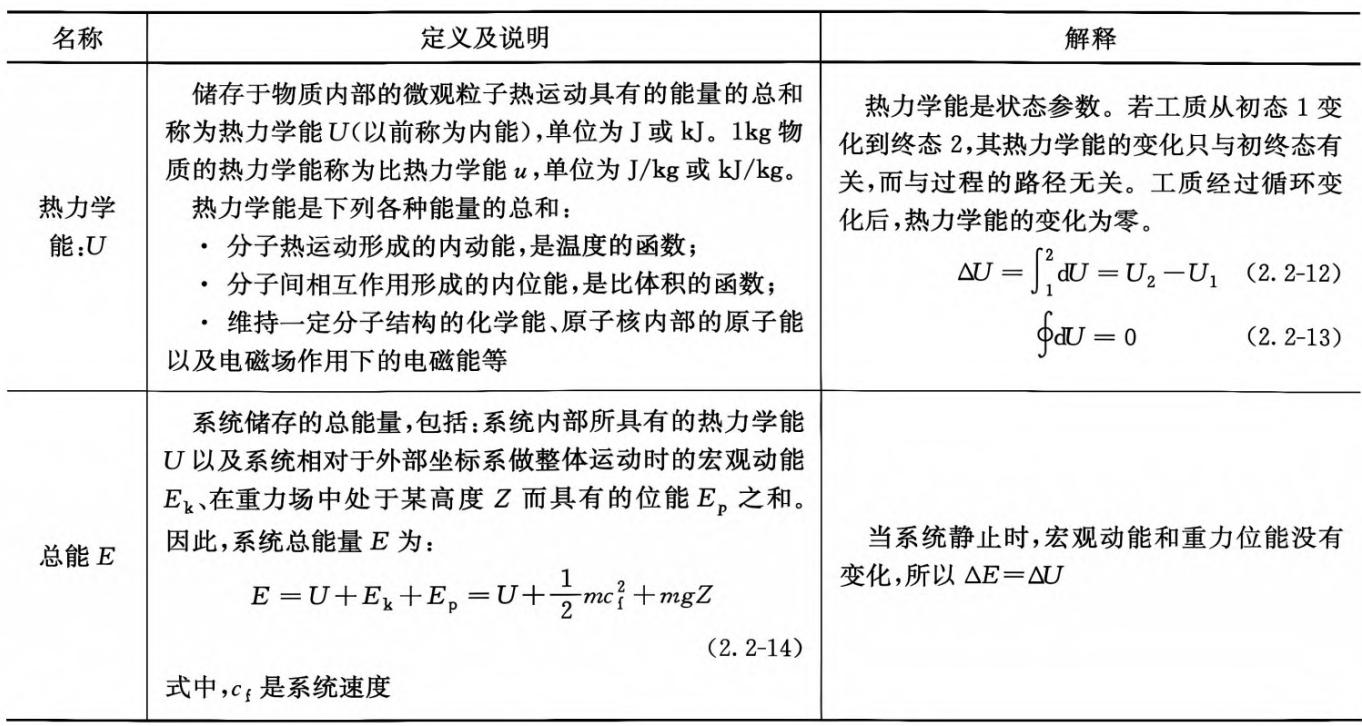 名称
定义及说明
解释
热力学
能:U
储存于物质内部的微观粒子热运动具有的能量的总和
称为热力学能U(以前称为内能),单位为J或kJ。1kg物
质的热力学能称为比热力学能u,单位为J/kg或kJ/kg。
热力学能是下列各种能量的总和:
· 分子热运动形成的内动能,是温度的函数;
· 分子间相互作用形成的内位能,是比体积的函数;
· 维持一定分子结构的化学能、原子核内部的原子能
以及电磁场作用下的电磁能等
热力学能是状态参数。若工质从初态1变
化到终态2,其热力学能的变化只与初终态有
关,而与过程的路径无关。工质经过循环变
化后,热力学能的变化为零。
ΔU=∫₁²dU=U₂−U₁ (2.2-12)
∮dU=0 (2.2-13)
总能E
系统储存的总能量,包括:系统内部所具有的热力学能
U以及系统相对于外部坐标系做整体运动时的宏观动能
Eₖ、在重力场中处于某高度Z而具有的位能Eₚ之和。
因此,系统总能量E为:
E=U+Eₖ+Eₚ=U+1/2mc_f²+mgZ
(2.2-14)
式中,c_f是系统速度
当系统静止时,宏观动能和重力位能没有
变化,所以ΔE=ΔU